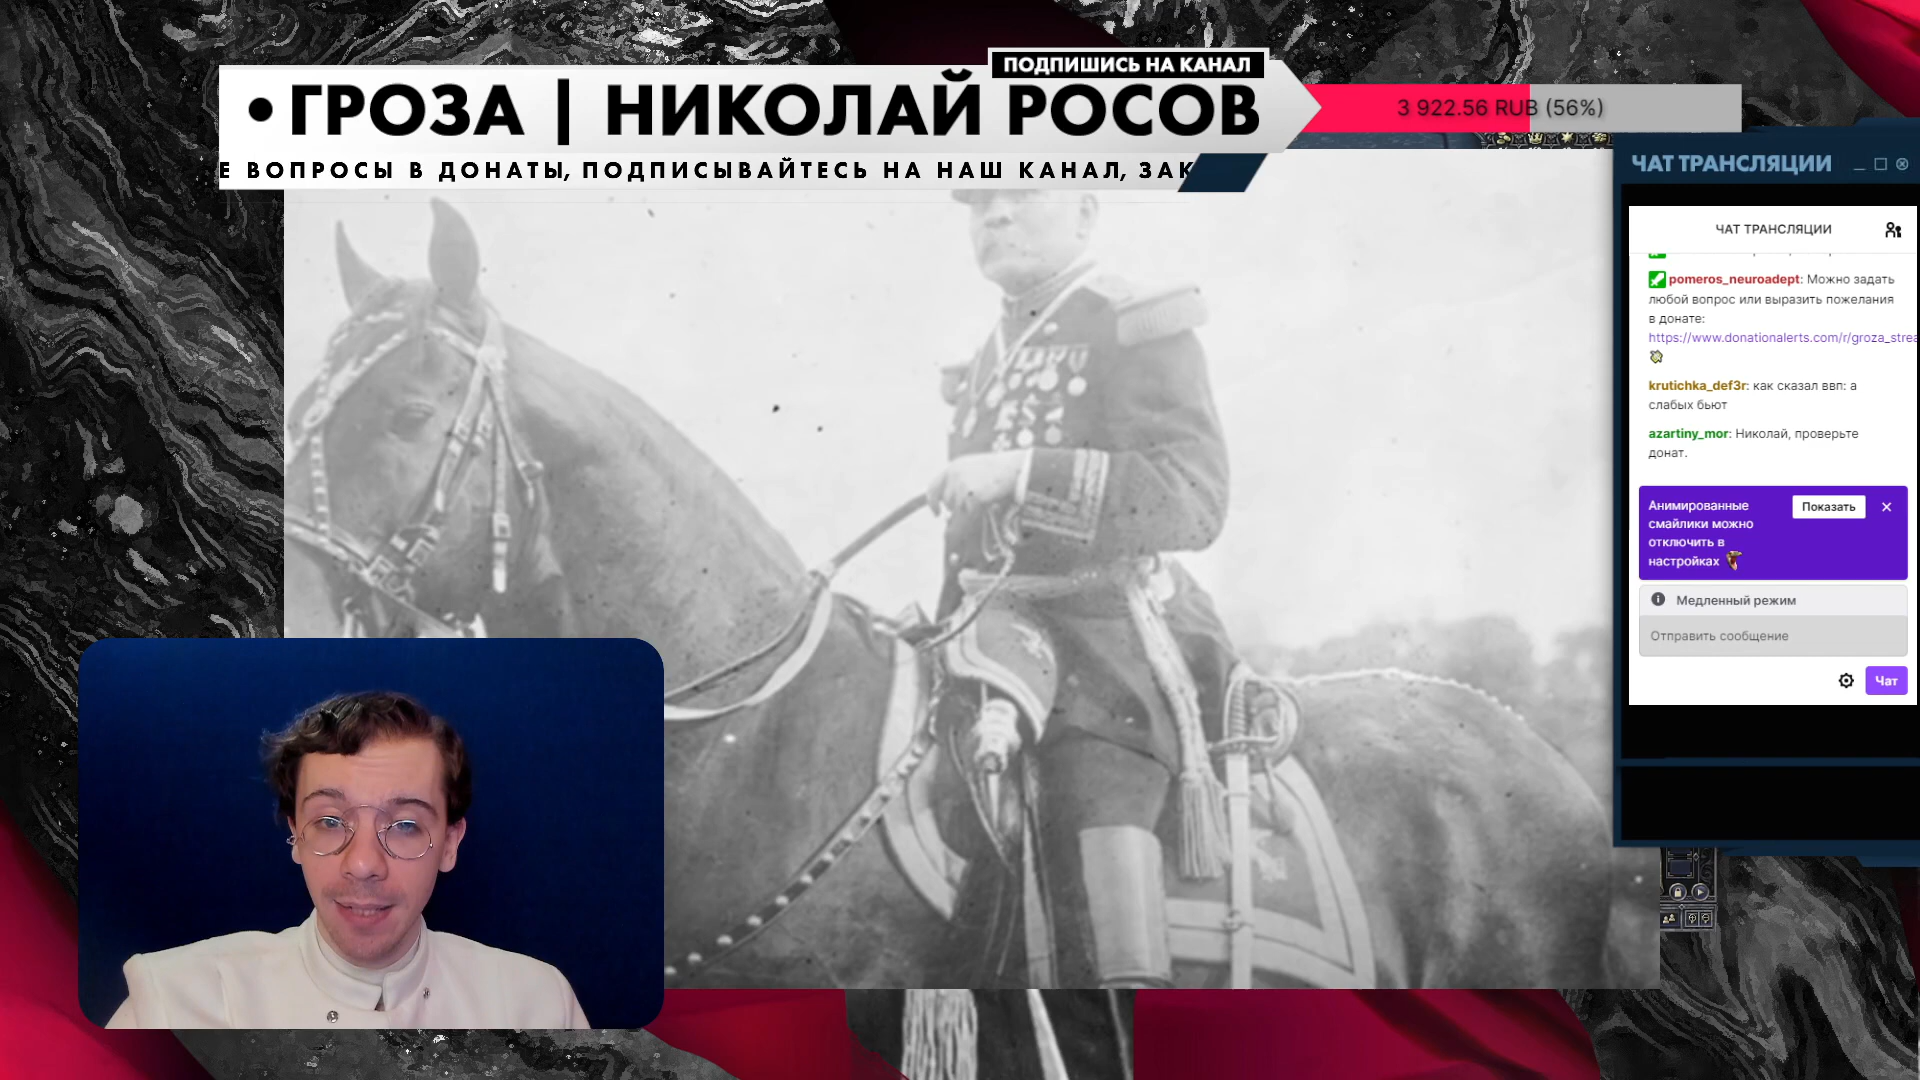 ПОДПИШИСЬ НА КАНАЛ
• ГРОЗА | НИКОЛАЙ РОСОВ
3 922.56 RUB (56%)
Е ВОПРОСЫ В ДОНАТЫ, ПОДПИСЫВАЙТЕСЬ НА НАШ КАНАЛ, ЗАК
ЧАТ ТРАНСЛЯЦИИ
ЧАТ ТРАНСЛЯЦИИ
pomeros_neuroadept: Можно задать
любой вопрос или выразить пожелания
в донате:
https://www.donationalerts.com/r/groza_strea
krutichka_def3r: как сказал ввп: а
слабых бьют
azartiny_mor: Николай, проверьте
донат.
Анимированные
смайлики можно
отключить в
настройках
Показать
Медленный режим
Отправить сообщение
Чат